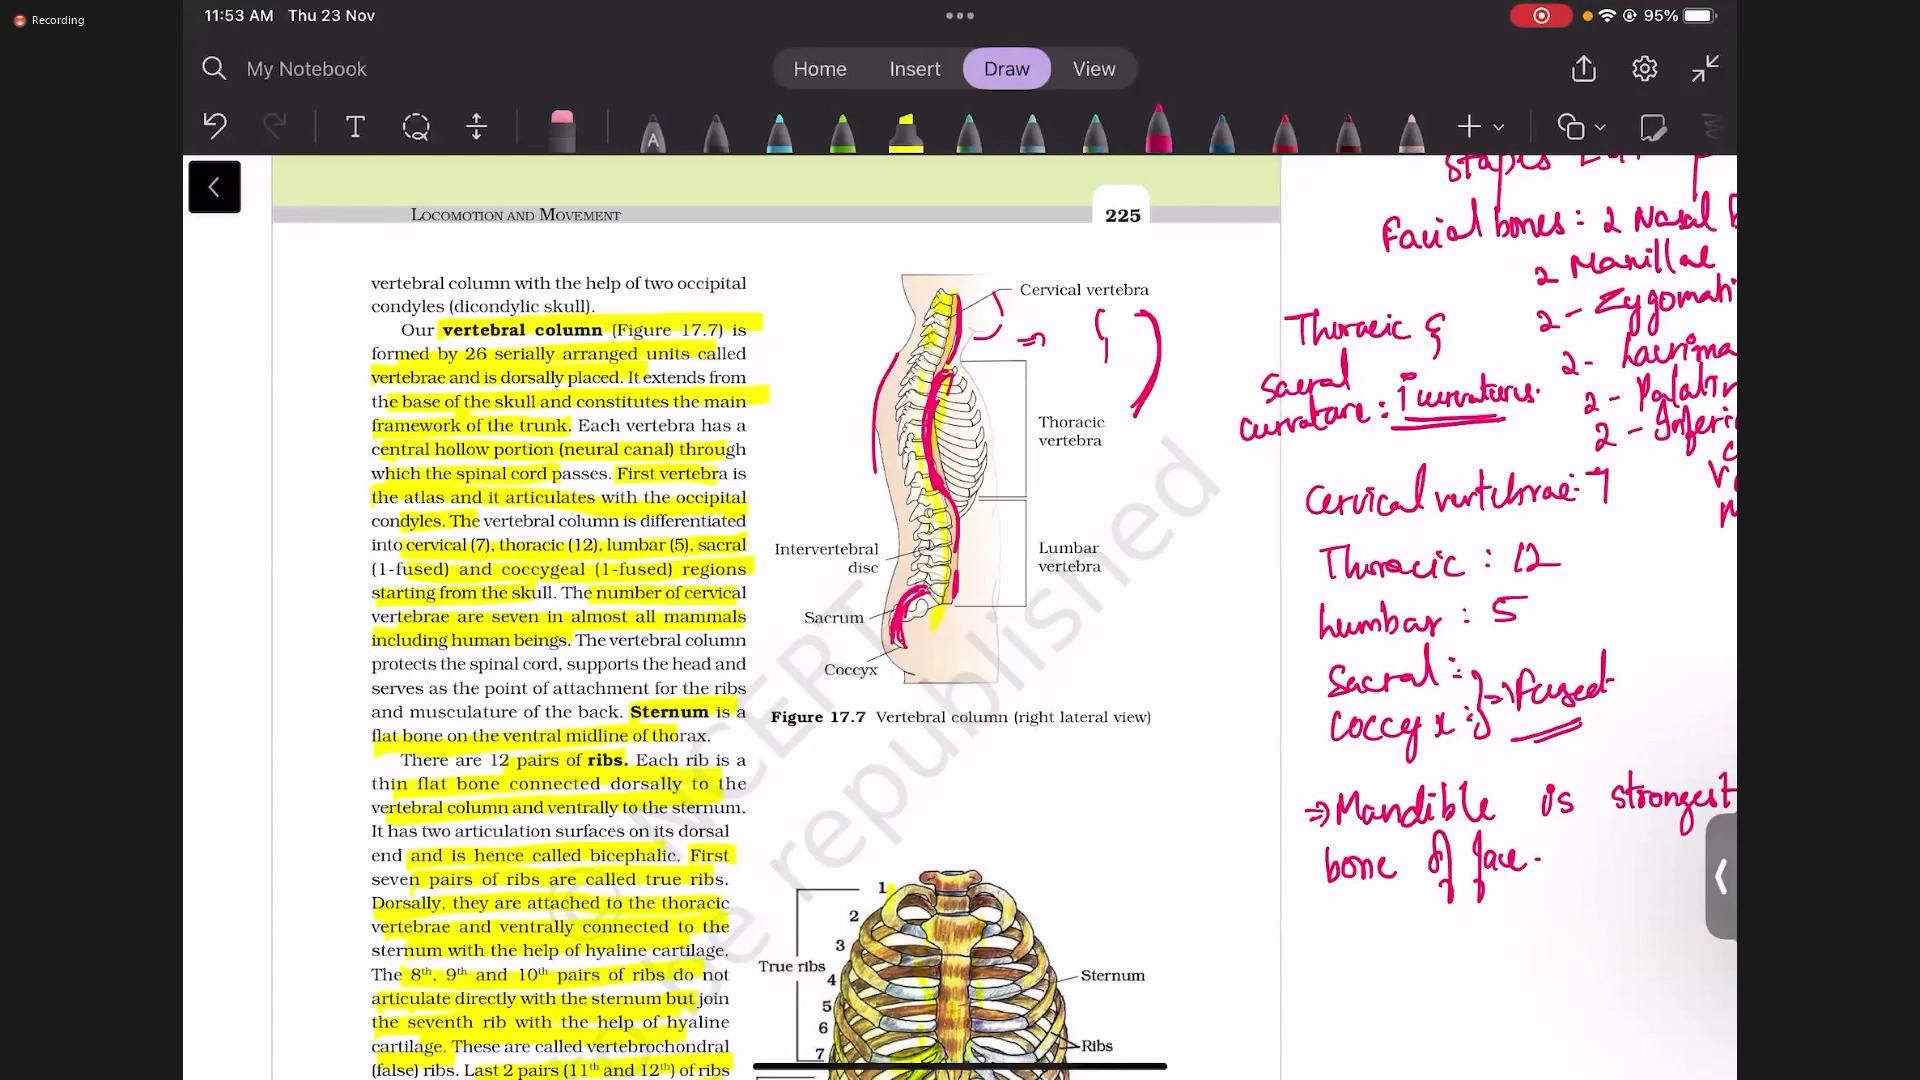 Recording
11:53 AM Thu 23 Nov
95%
My Notebook
Home Insert Draw View
T
A
LOCOMOTION AND MOVEMENT
225
vertebral column with the help of two occipital
condyles (dicondylic skull).
Our vertebral column (Figure 17.7) is
formed by 26 serially arranged units called
vertebrae and is dorsally placed. It extends from
the base of the skull and constitutes the main
framework of the trunk. Each vertebra has a
central hollow portion (neural canal) through
which the spinal cord passes. First vertebra is
the atlas and it articulates with the occipital
condyles. The vertebral column is differentiated
into cervical (7), thoracic (12), lumbar (5), sacral
(1-fused) and coccygeal (1-fused) regions
starting from the skull. The number of cervical
vertebrae are seven in almost all mammals
including human beings. The vertebral column
protects the spinal cord, supports the head and
serves as the point of attachment for the ribs
and musculature of the back. Sternum is a
flat bone on the ventral midline of thorax.
There are 12 pairs of ribs. Each rib is a
thin flat bone connected dorsally to the
vertebral column and ventrally to the sternum.
It has two articulation surfaces on its dorsal
end and is hence called bicephalic. First
seven pairs of ribs are called true ribs.
Dorsally, they are attached to the thoracic
vertebrae and ventrally connected to the
sternum with the help of hyaline cartilage.
The 8th, 9th and 10th pairs of ribs do not
articulate directly with the sternum but join
the seventh rib with the help of hyaline
cartilage. These are called vertebrochondral
(false) ribs. Last 2 pairs (11th and 12th) of ribs
Cervical vertebra
Thoracic
vertebra
Intervertebral
disc
Lumbar
vertebra
Sacrum
Coccyx
Figure 17.7 Vertebral column (right lateral view)
1
2
3
True ribs
4
5
6
7
Sternum
Ribs
© NCERT
be republished
stapes
Facial bones : 2 Nasal
2 Maxillae
2 - Zygomati
2 - Lacrima
2 - Palatin
2 - Inferi
Thoracic &
Sacral
curvature : 1° curvatures.
Cervical vertebrae: 7
Thoracic : 12
Lumbar : 5
Sacral :
Coccyx : } → fused
⇒ Mandible is strongest
bone of face.